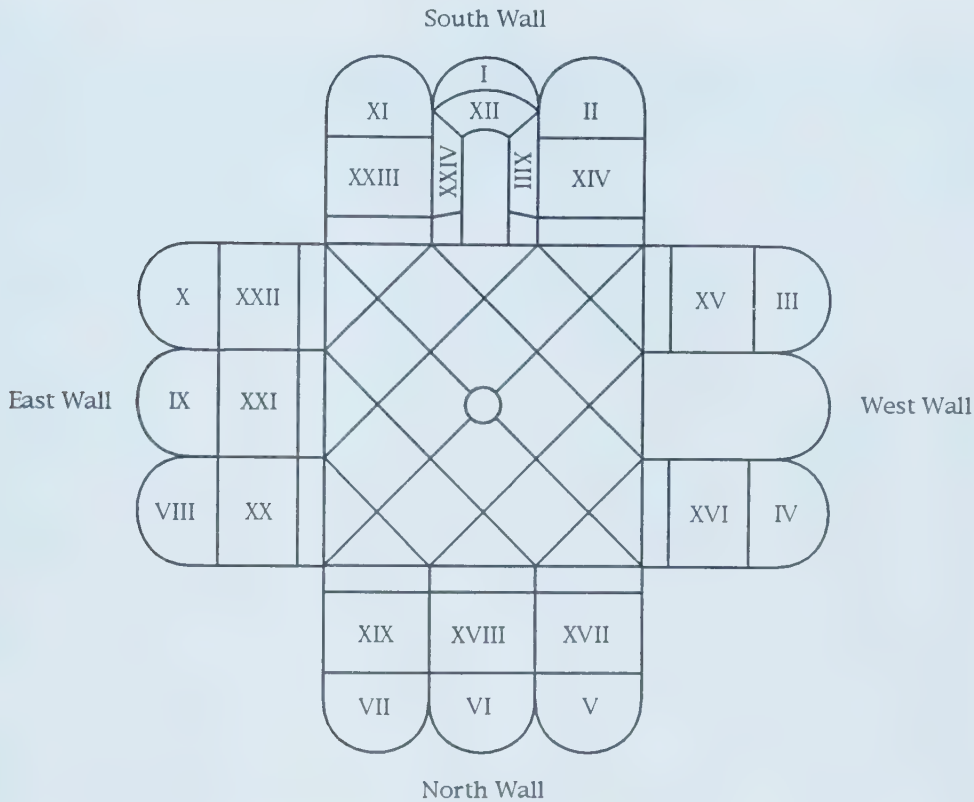 South Wall
I
XI XII II
XXIII XXIV XIII XIV
X XXII XV III
East Wall IX XXI West Wall
VIII XX XVI IV
XIX XVIII XVII
VII VI V
North Wall